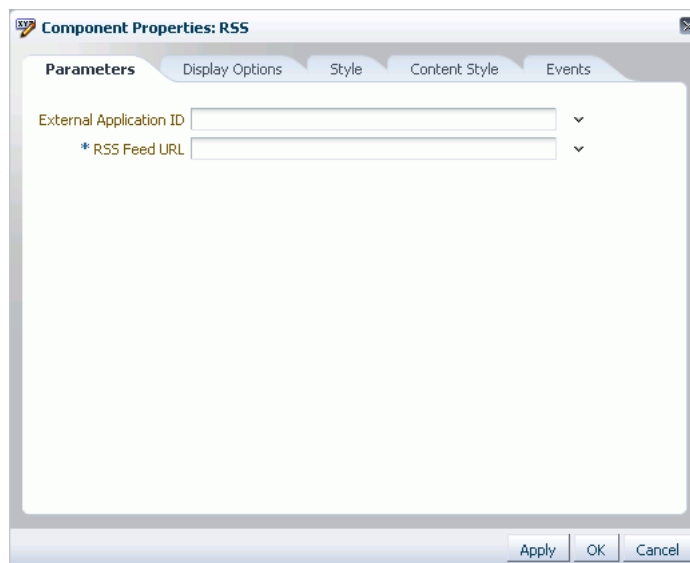 Component Properties: RSS
Parameters Display Options Style Content Style Events
External Application ID
* RSS Feed URL
Apply OK Cancel